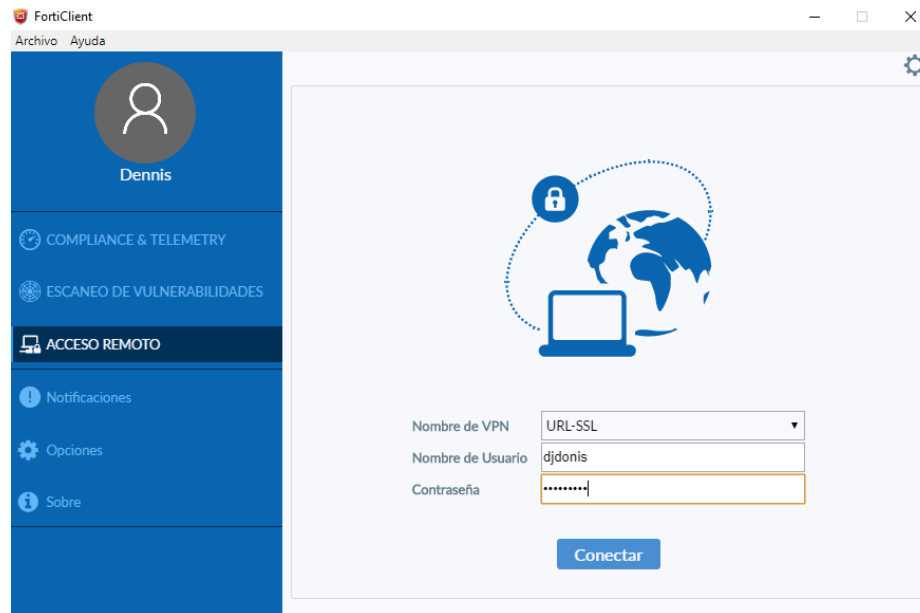 FortiClient
Archivo Ayuda
Dennis
COMPLIANCE & TELEMETRY
ESCANEO DE VULNERABILIDADES
ACCESO REMOTO
Notificaciones
Opciones
Sobre
Nombre de VPN URL-SSL
Nombre de Usuario djdonis
Contraseña •••••••••
Conectar